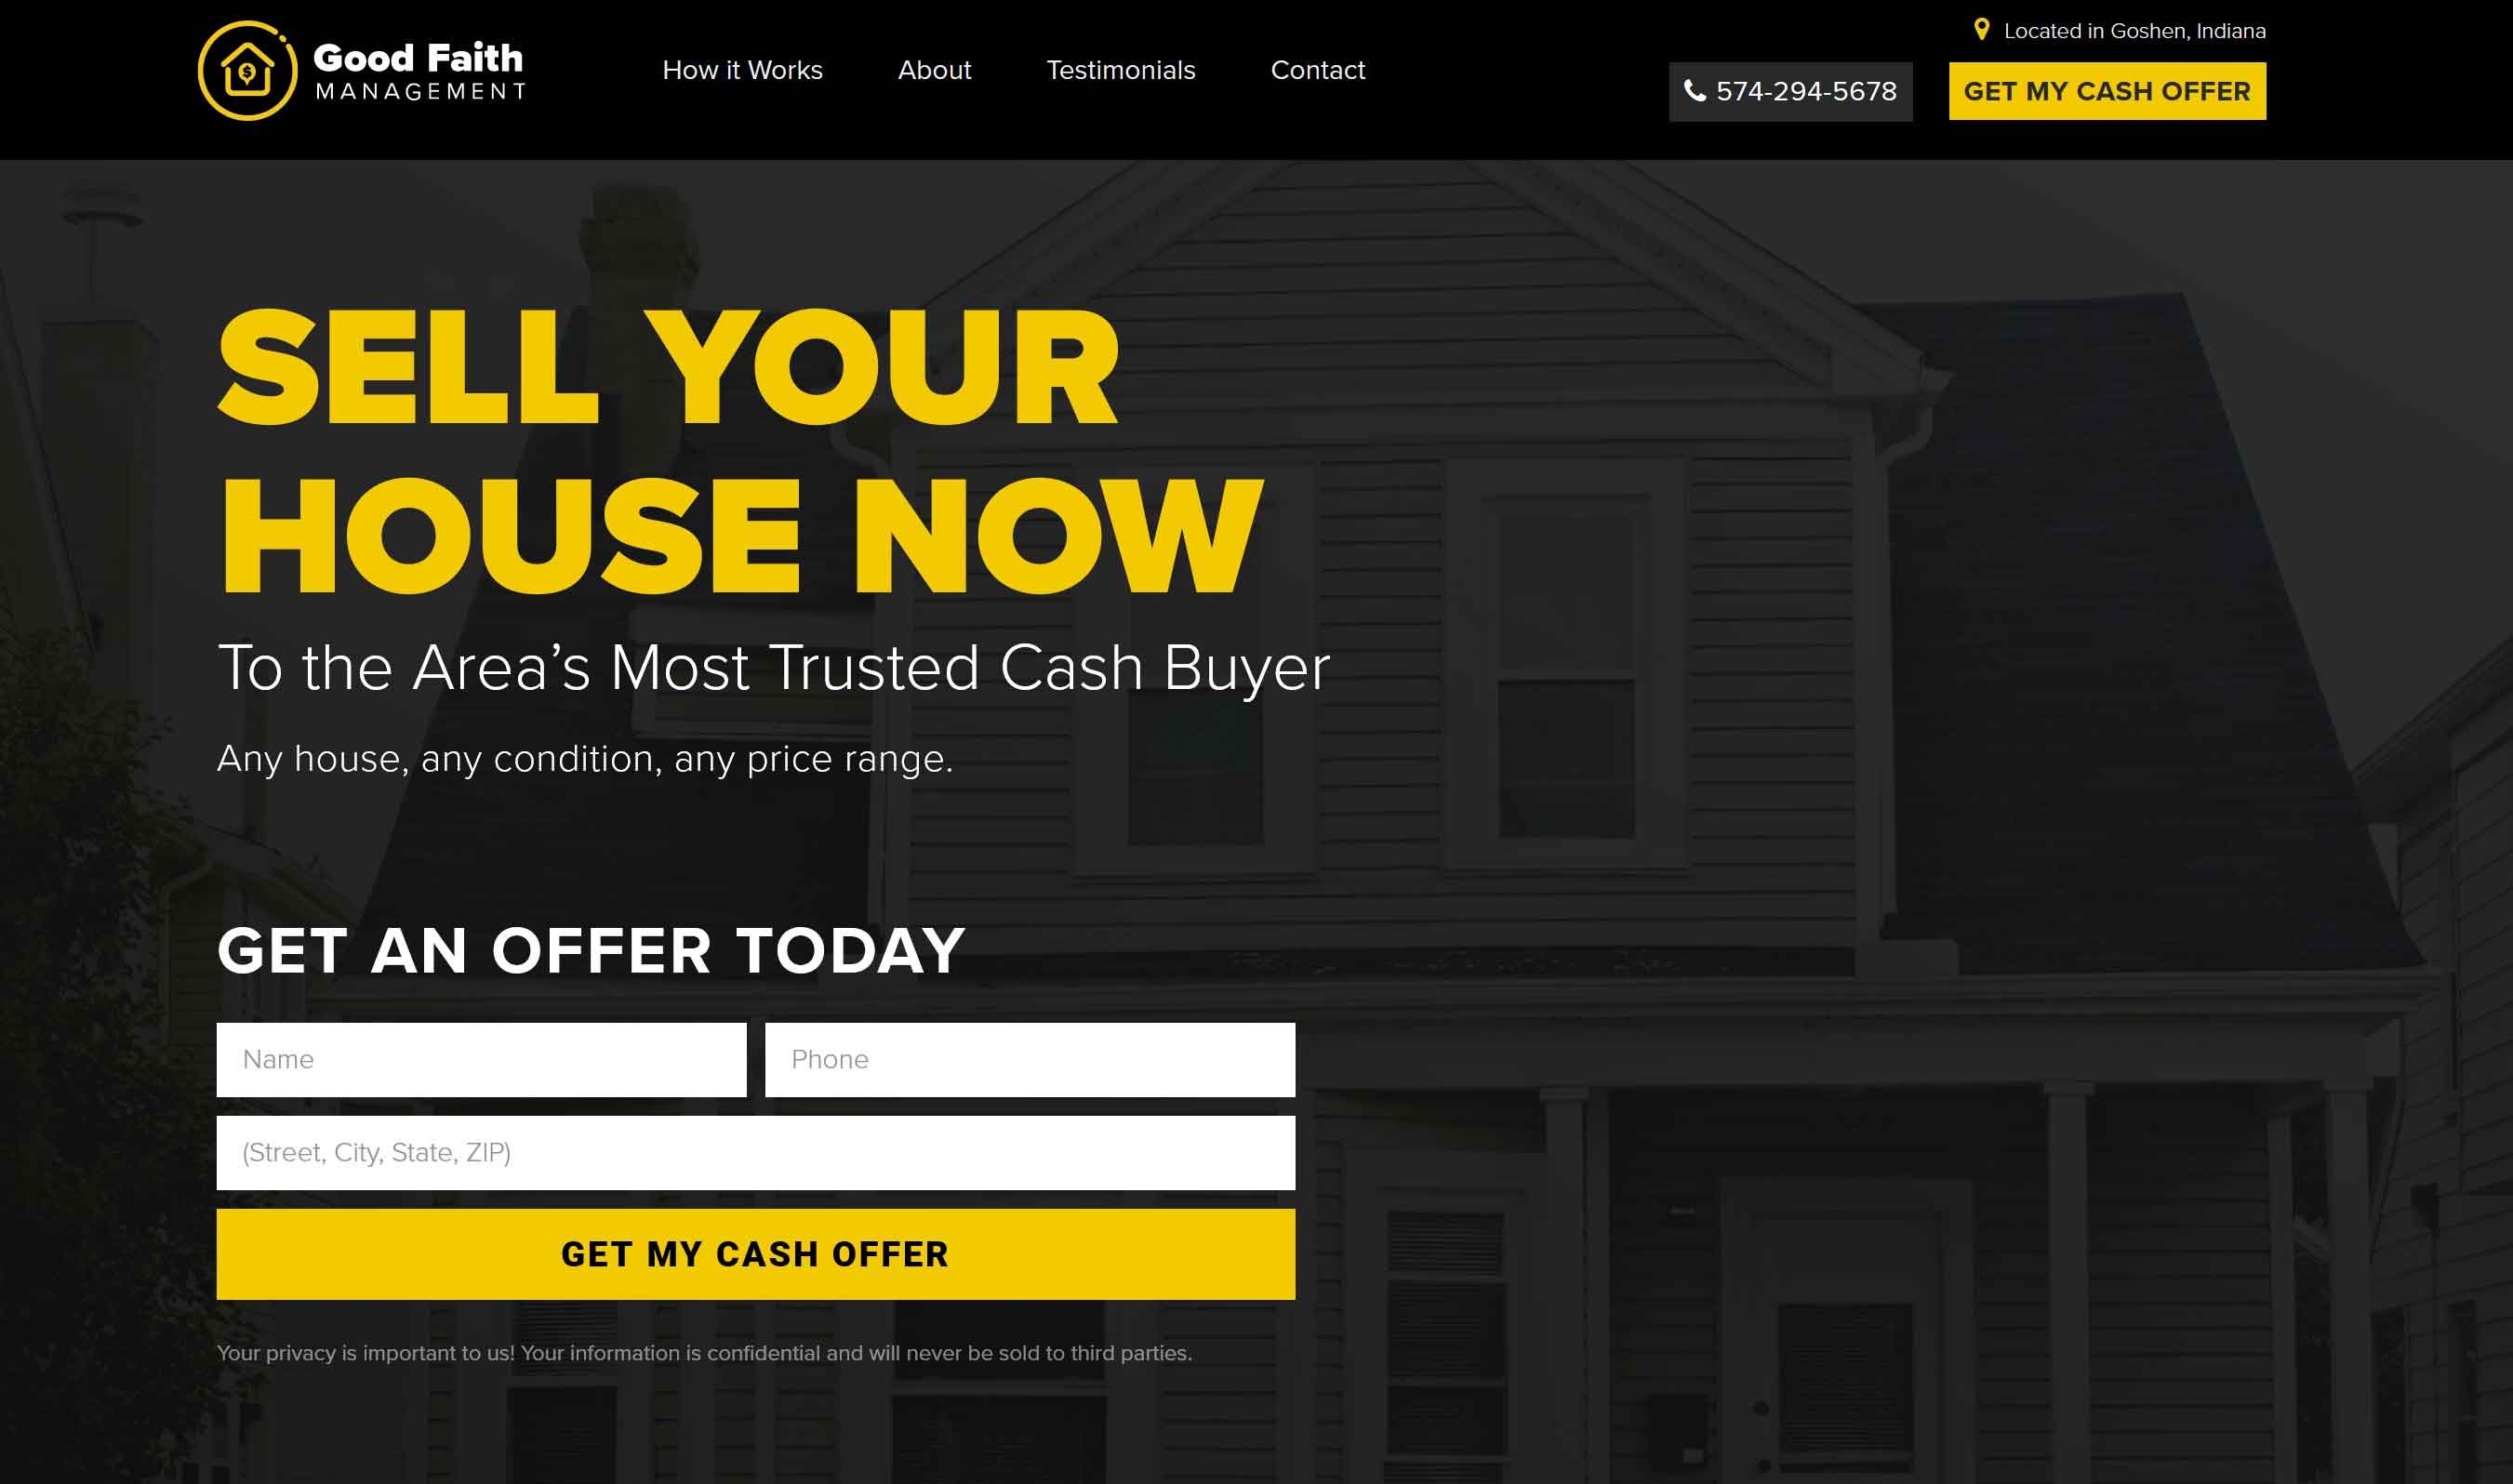 Good Faith
MANAGEMENT
How it Works
About
Testimonials
Contact
Located in Goshen, Indiana
574-294-5678
GET MY CASH OFFER
SELL YOUR
HOUSE NOW
To the Area’s Most Trusted Cash Buyer
Any house, any condition, any price range.
GET AN OFFER TODAY
Name
Phone
(Street, City, State, ZIP)
GET MY CASH OFFER
Your privacy is important to us! Your information is confidential and will never be sold to third parties.